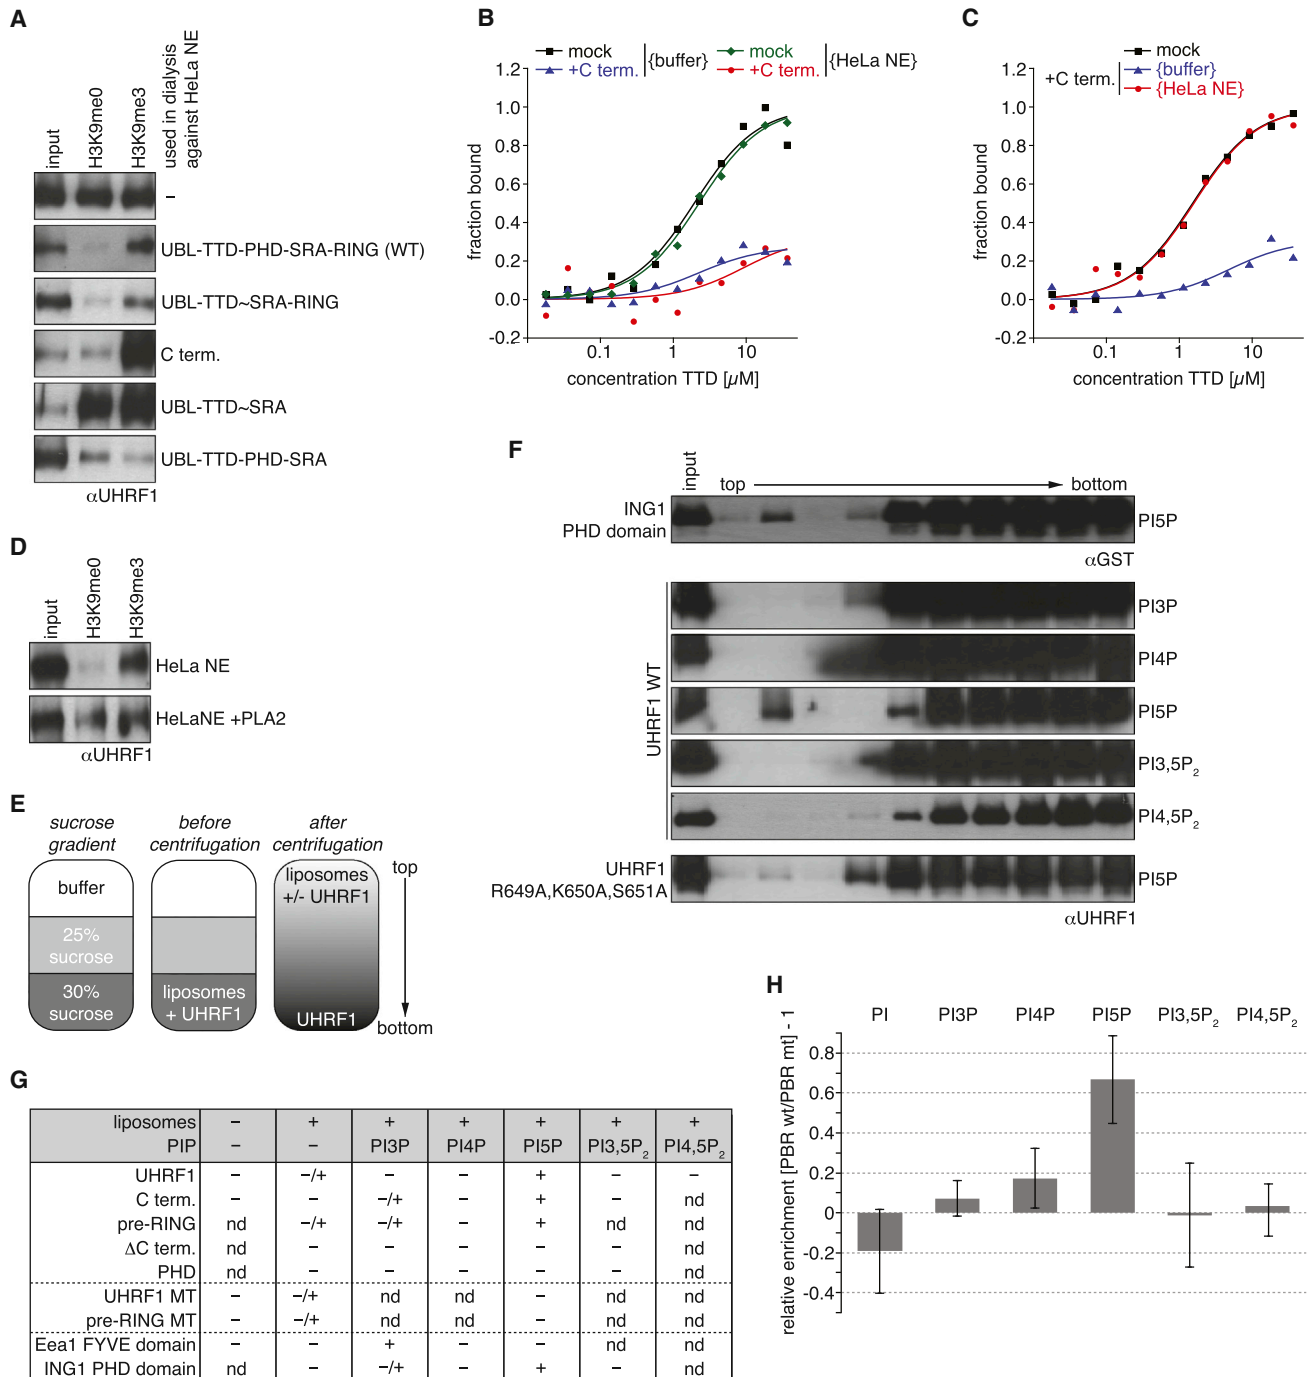 A
input
H3K9me0
H3K9me3
used in dialysis
against HeLa NE
–
UBL-TTD-PHD-SRA-RING (WT)
UBL-TTD~SRA-RING
C term.
UBL-TTD~SRA
UBL-TTD-PHD-SRA
αUHRF1
B
mock
+C term.
{buffer}
mock
+C term.
{HeLa NE}
fraction bound
1.2
1.0
0.8
0.6
0.4
0.2
0.0
-0.2
0.1 1 10
concentration TTD [µM]
C
mock
+C term.
{buffer}
{HeLa NE}
fraction bound
1.2
1.0
0.8
0.6
0.4
0.2
0.0
-0.2
0.1 1 10
concentration TTD [µM]
D
input
H3K9me0
H3K9me3
HeLa NE
HeLaNE +PLA2
αUHRF1
E
sucrose
gradient
before
centrifugation
after
centrifugation
buffer
25%
sucrose
30%
sucrose
liposomes
+ UHRF1
liposomes
+/- UHRF1
UHRF1
top
bottom
F
input
top
bottom
ING1
PHD domain
PI5P
αGST
UHRF1 WT
PI3P
PI4P
PI5P
PI3,5P2
PI4,5P2
UHRF1
R649A,K650A,S651A
PI5P
αUHRF1
G
liposomes – + + + + + +
PIP – – PI3P PI4P PI5P PI3,5P2 PI4,5P2
UHRF1 – –/+ – – + – –
C term. – – –/+ – + – nd
pre-RING nd –/+ –/+ – + nd nd
ΔC term. nd – – – – – nd
PHD nd – – – – – nd
UHRF1 MT – –/+ nd nd – nd nd
pre-RING MT – –/+ nd nd – nd nd
Eea1 FYVE domain – – + – – nd nd
ING1 PHD domain nd – –/+ – + – nd
H
PI PI3P PI4P PI5P PI3,5P2 PI4,5P2
relative enrichment [PBR wt/PBR mt] - 1
0.8
0.6
0.4
0.2
0
-0.2
-0.4